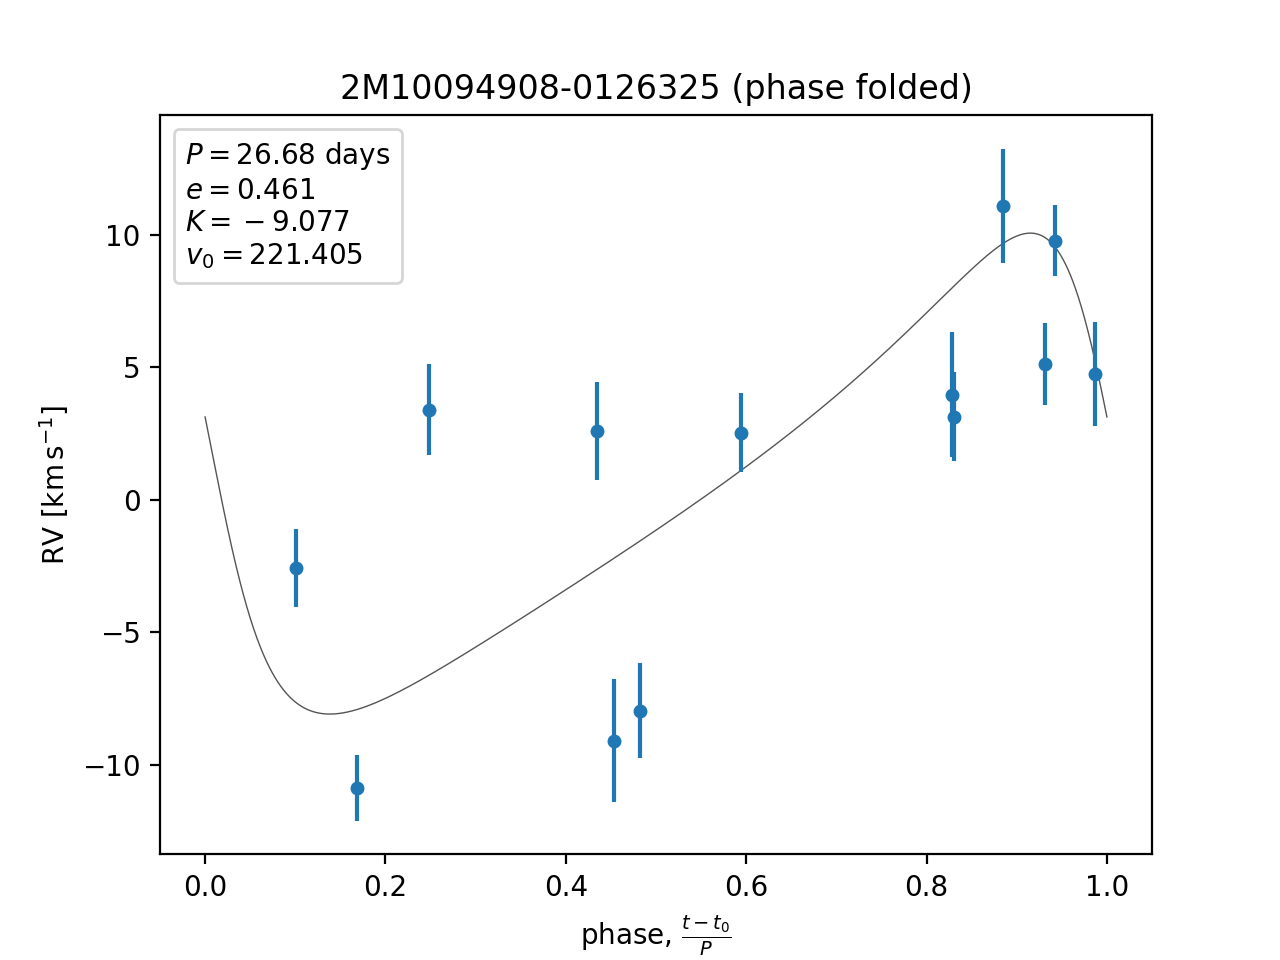 2M10094908-0126325 (phase folded)
P = 26.68 days
e = 0.461
K = −9.077
v₀ = 221.405
RV [km s⁻¹]
10
5
0
−5
−10
0.0 0.2 0.4 0.6 0.8 1.0
phase, (t − t₀)/P